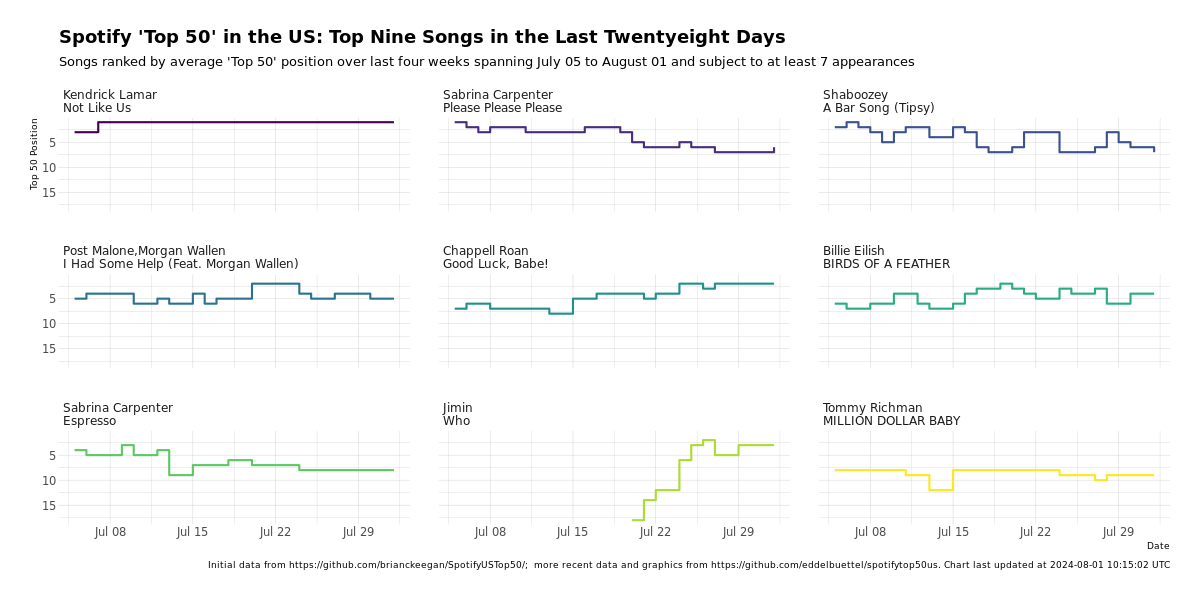 Spotify 'Top 50' in the US: Top Nine Songs in the Last Twentyeight Days
Songs ranked by average 'Top 50' position over last four weeks spanning July 05 to August 01 and subject to at least 7 appearances
Kendrick Lamar
Not Like Us
Sabrina Carpenter
Please Please Please
Shaboozey
A Bar Song (Tipsy)
Top 50 Position
5
10
15
Post Malone,Morgan Wallen
I Had Some Help (Feat. Morgan Wallen)
Chappell Roan
Good Luck, Babe!
Billie Eilish
BIRDS OF A FEATHER
5
10
15
Sabrina Carpenter
Espresso
Jimin
Who
Tommy Richman
MILLION DOLLAR BABY
5
10
15
Jul 08 Jul 15 Jul 22 Jul 29
Jul 08 Jul 15 Jul 22 Jul 29
Jul 08 Jul 15 Jul 22 Jul 29
Date
Initial data from https://github.com/brianckeegan/SpotifyUSTop50/; more recent data and graphics from https://github.com/eddelbuettel/spotifytop50us. Chart last updated at 2024-08-01 10:15:02 UTC